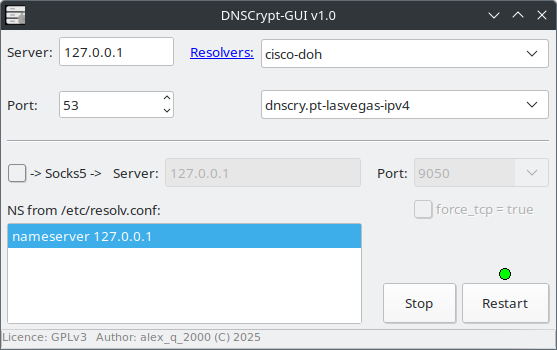 DNSCrypt-GUI v1.0
Server: 127.0.0.1 Resolvers: cisco-doh
Port: 53 dnscry.pt-lasvegas-ipv4
-> Socks5 -> Server: 127.0.0.1 Port: 9050
NS from /etc/resolv.conf: force_tcp = true
nameserver 127.0.0.1
Stop Restart
Licence: GPLv3 Author: alex_q_2000 (C) 2025